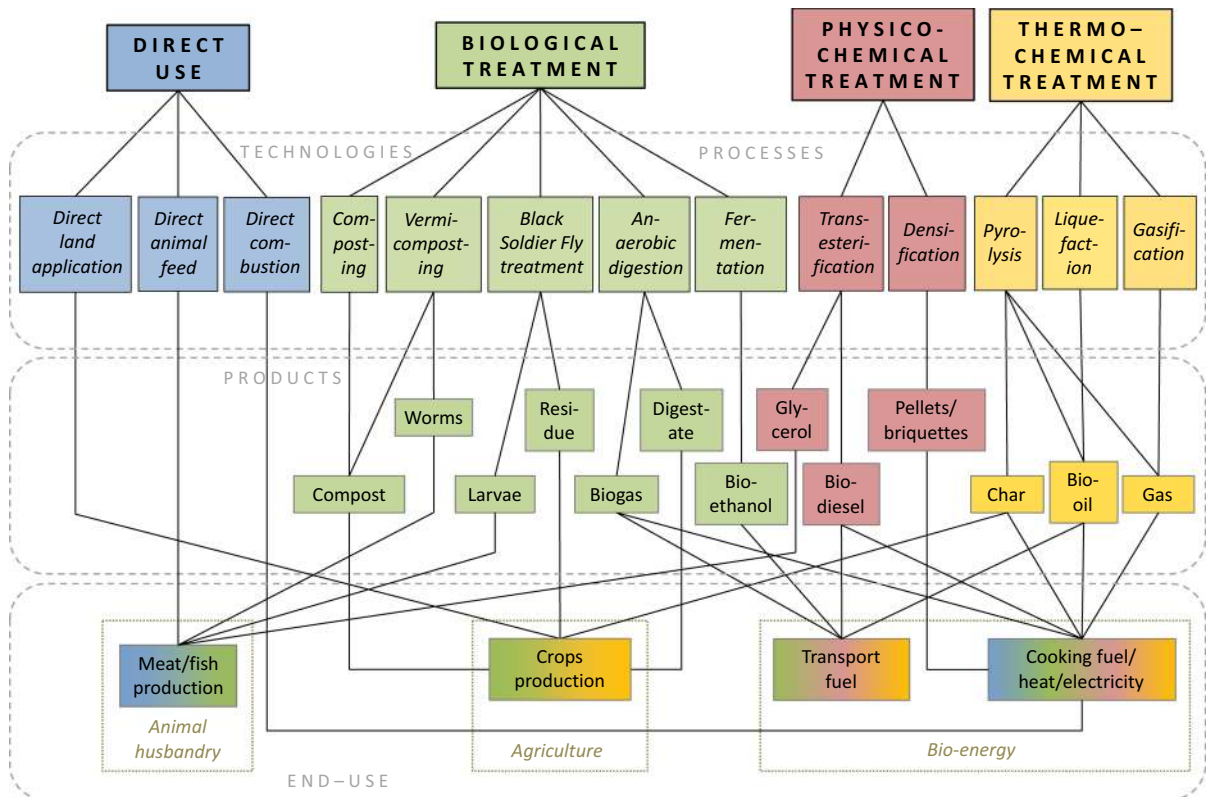 DIRECT
USE
BIOLOGICAL
TREATMENT
PHYSICO-
CHEMICAL
TREATMENT
THERMO–
CHEMICAL
TREATMENT
TECHNOLOGIES
PROCESSES
Direct
land
application
Direct
animal
feed
Direct
com-
bustion
Com-
post-
ing
Vermi-
compost-
ing
Black
Soldier Fly
treatment
An-
aerobic
digestion
Fer-
men-
tation
Trans-
esteri-
fication
Densi-
fication
Pyro-
lysis
Lique-
fact-
ion
Gasifi-
cation
PRODUCTS
Worms
Resi-
due
Digest-
ate
Gly-
cerol
Pellets/
briquettes
Compost
Larvae
Biogas
Bio-
ethanol
Bio-
diesel
Char
Bio-
oil
Gas
Meat/fish
production
Crops
production
Transport
fuel
Cooking fuel/
heat/electricity
Animal
husbandry
Agriculture
Bio-energy
END–USE